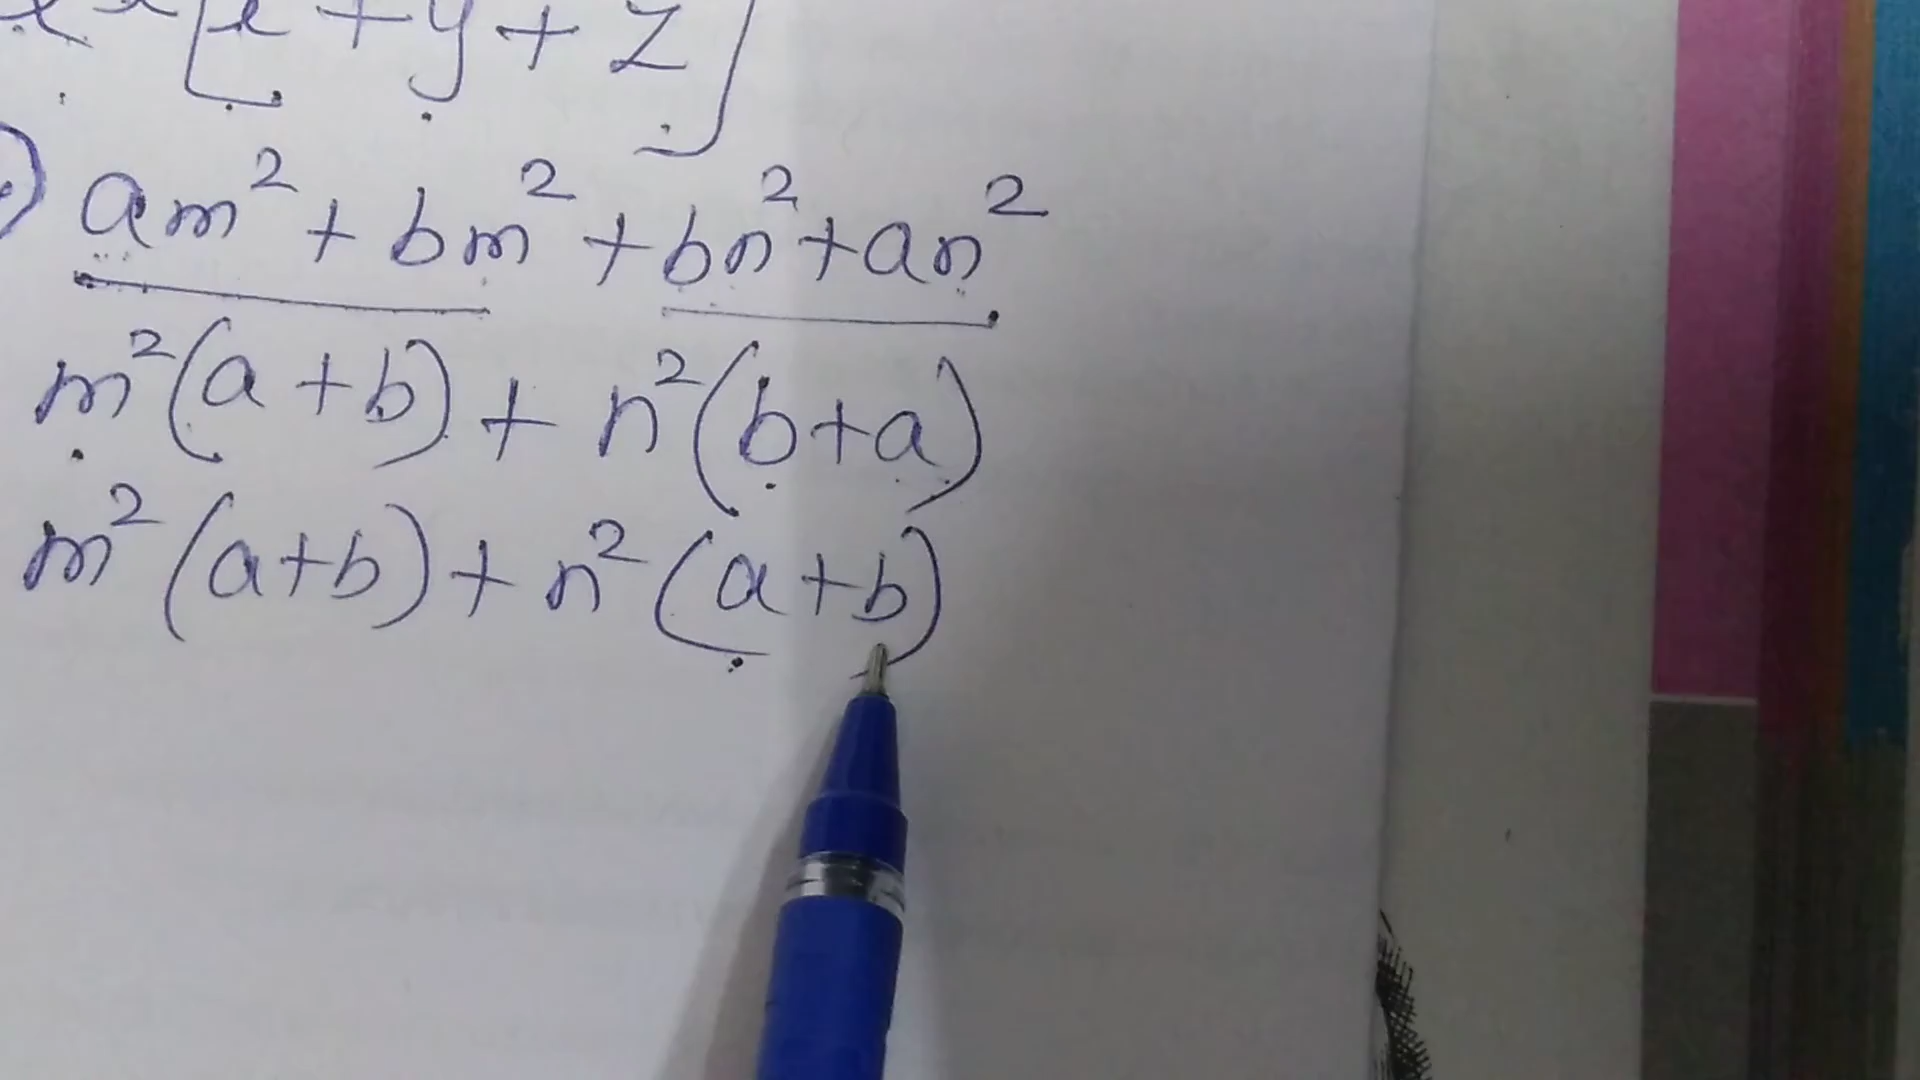 [x + y + z]
am² + bm² + bn² + an²
m²(a + b) + n²(b + a)
m²(a + b) + n²(a + b)